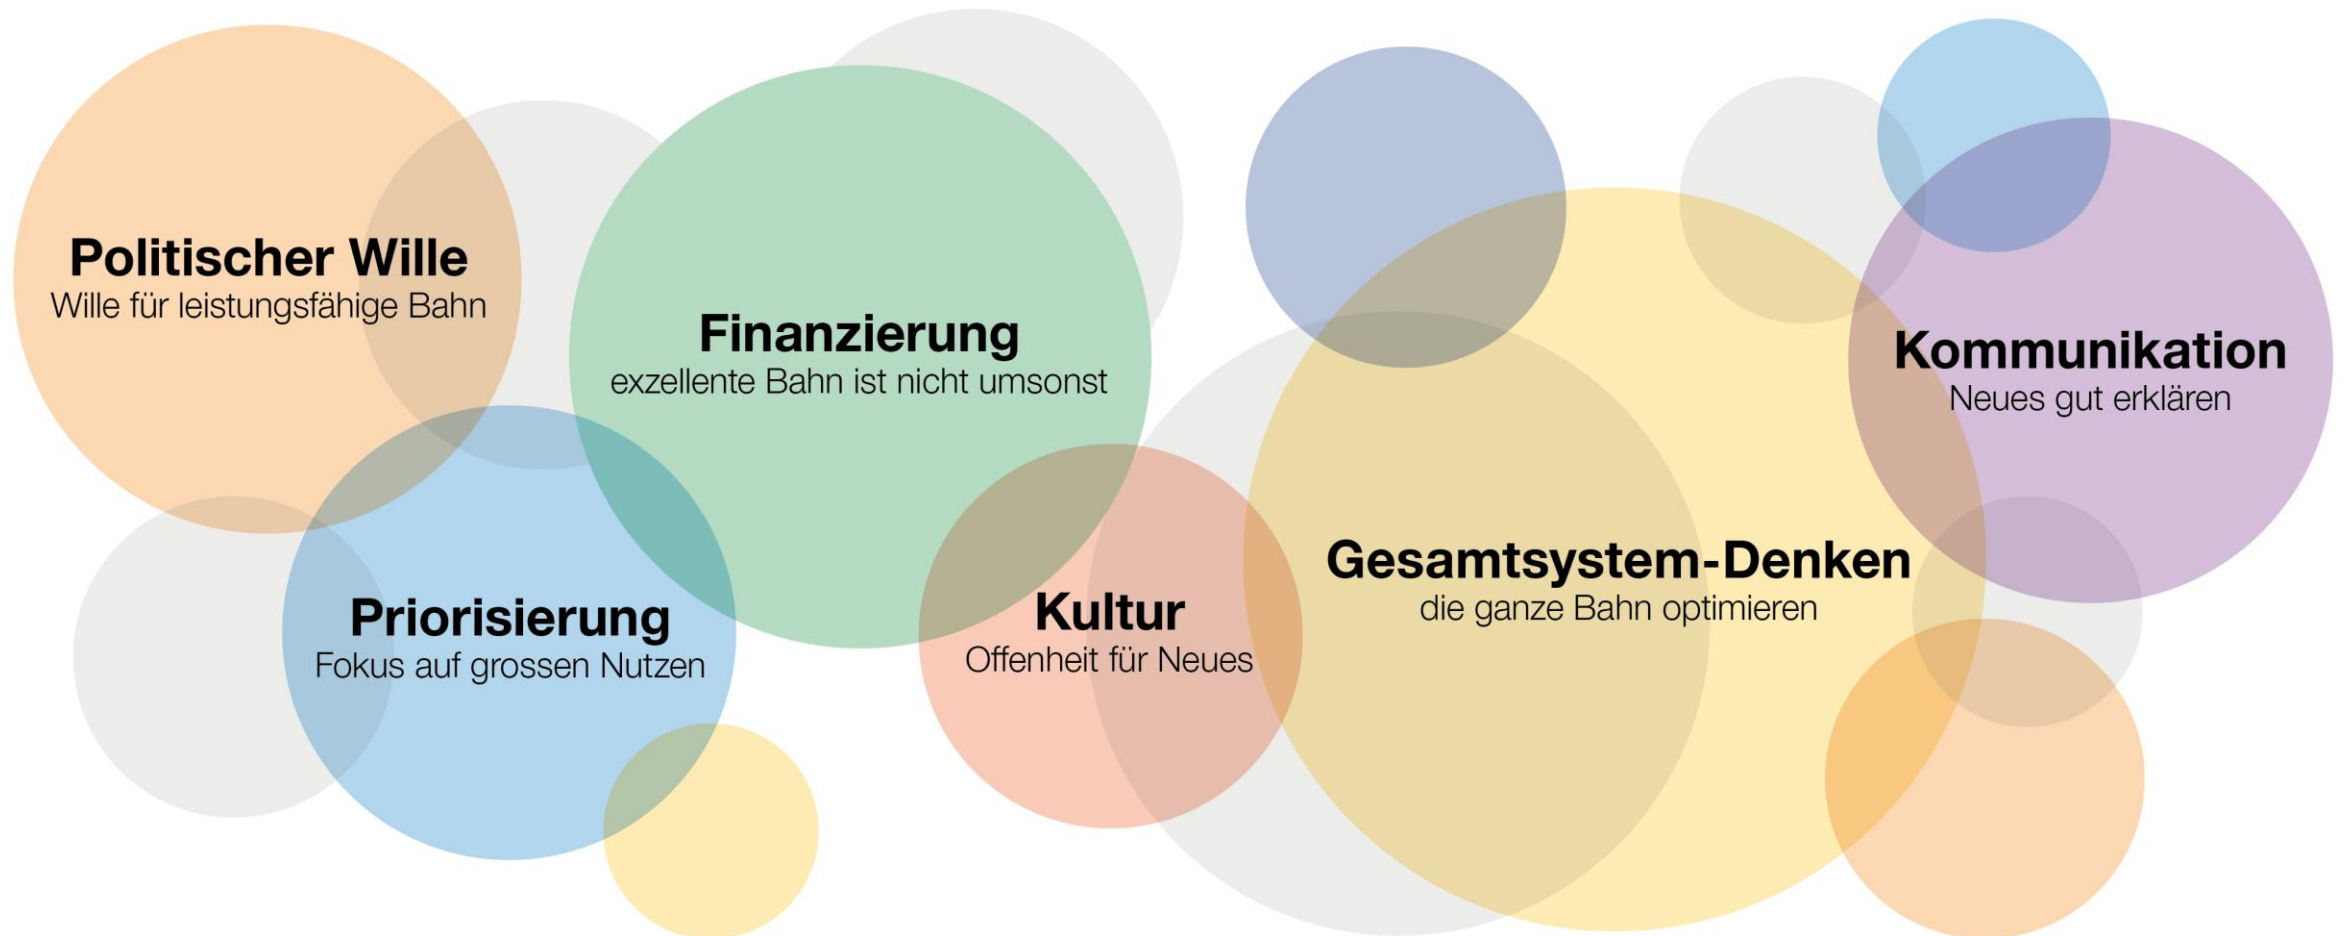 Politischer Wille
Wille für leistungsfähige Bahn
Finanzierung
exzellente Bahn ist nicht umsonst
Priorisierung
Fokus auf grossen Nutzen
Kultur
Offenheit für Neues
Gesamtsystem-Denken
die ganze Bahn optimieren
Kommunikation
Neues gut erklären